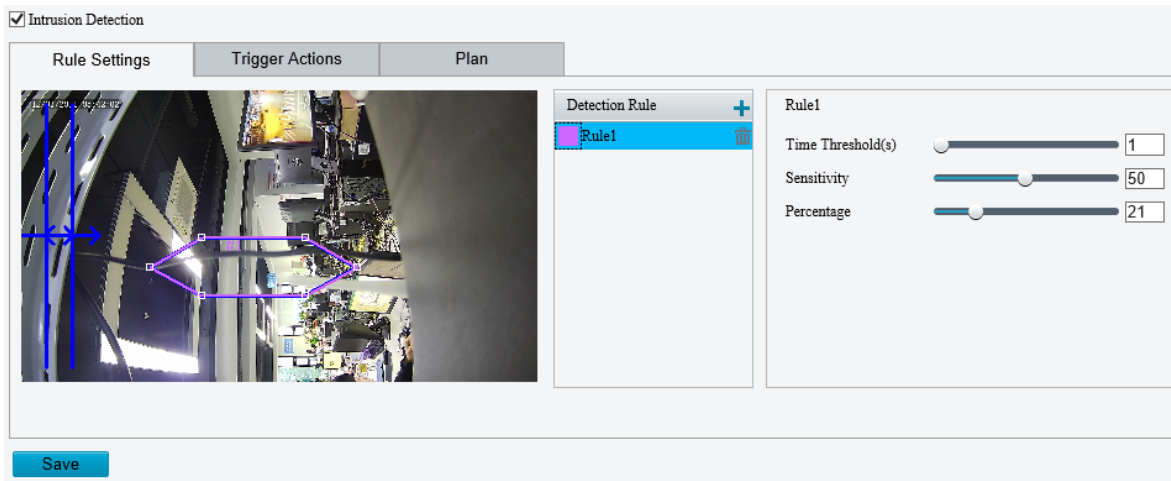 Intrusion Detection
Rule Settings
Trigger Actions
Plan
Detection Rule
Rule1
Rule1
Time Threshold(s)
1
Sensitivity
50
Percentage
21
Save